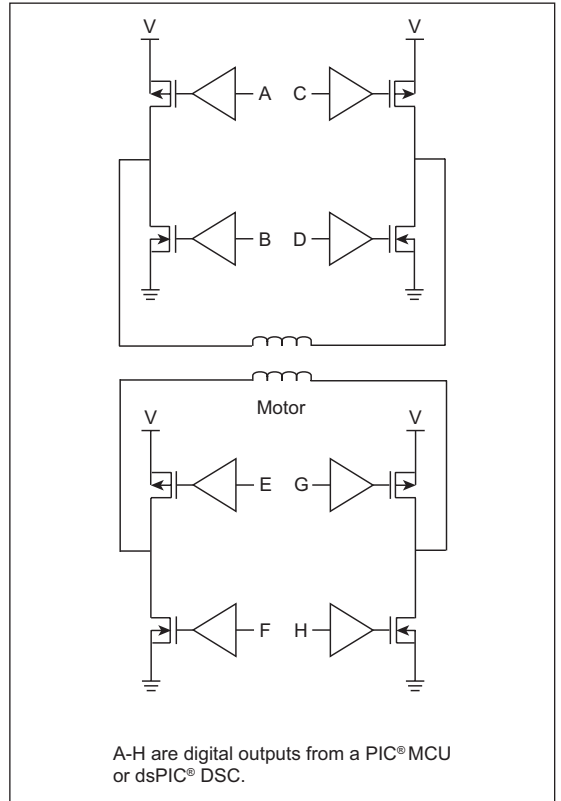 V V
A C
B D
Motor
V V
E G
F H
A-H are digital outputs from a PIC® MCU
or dsPIC® DSC.